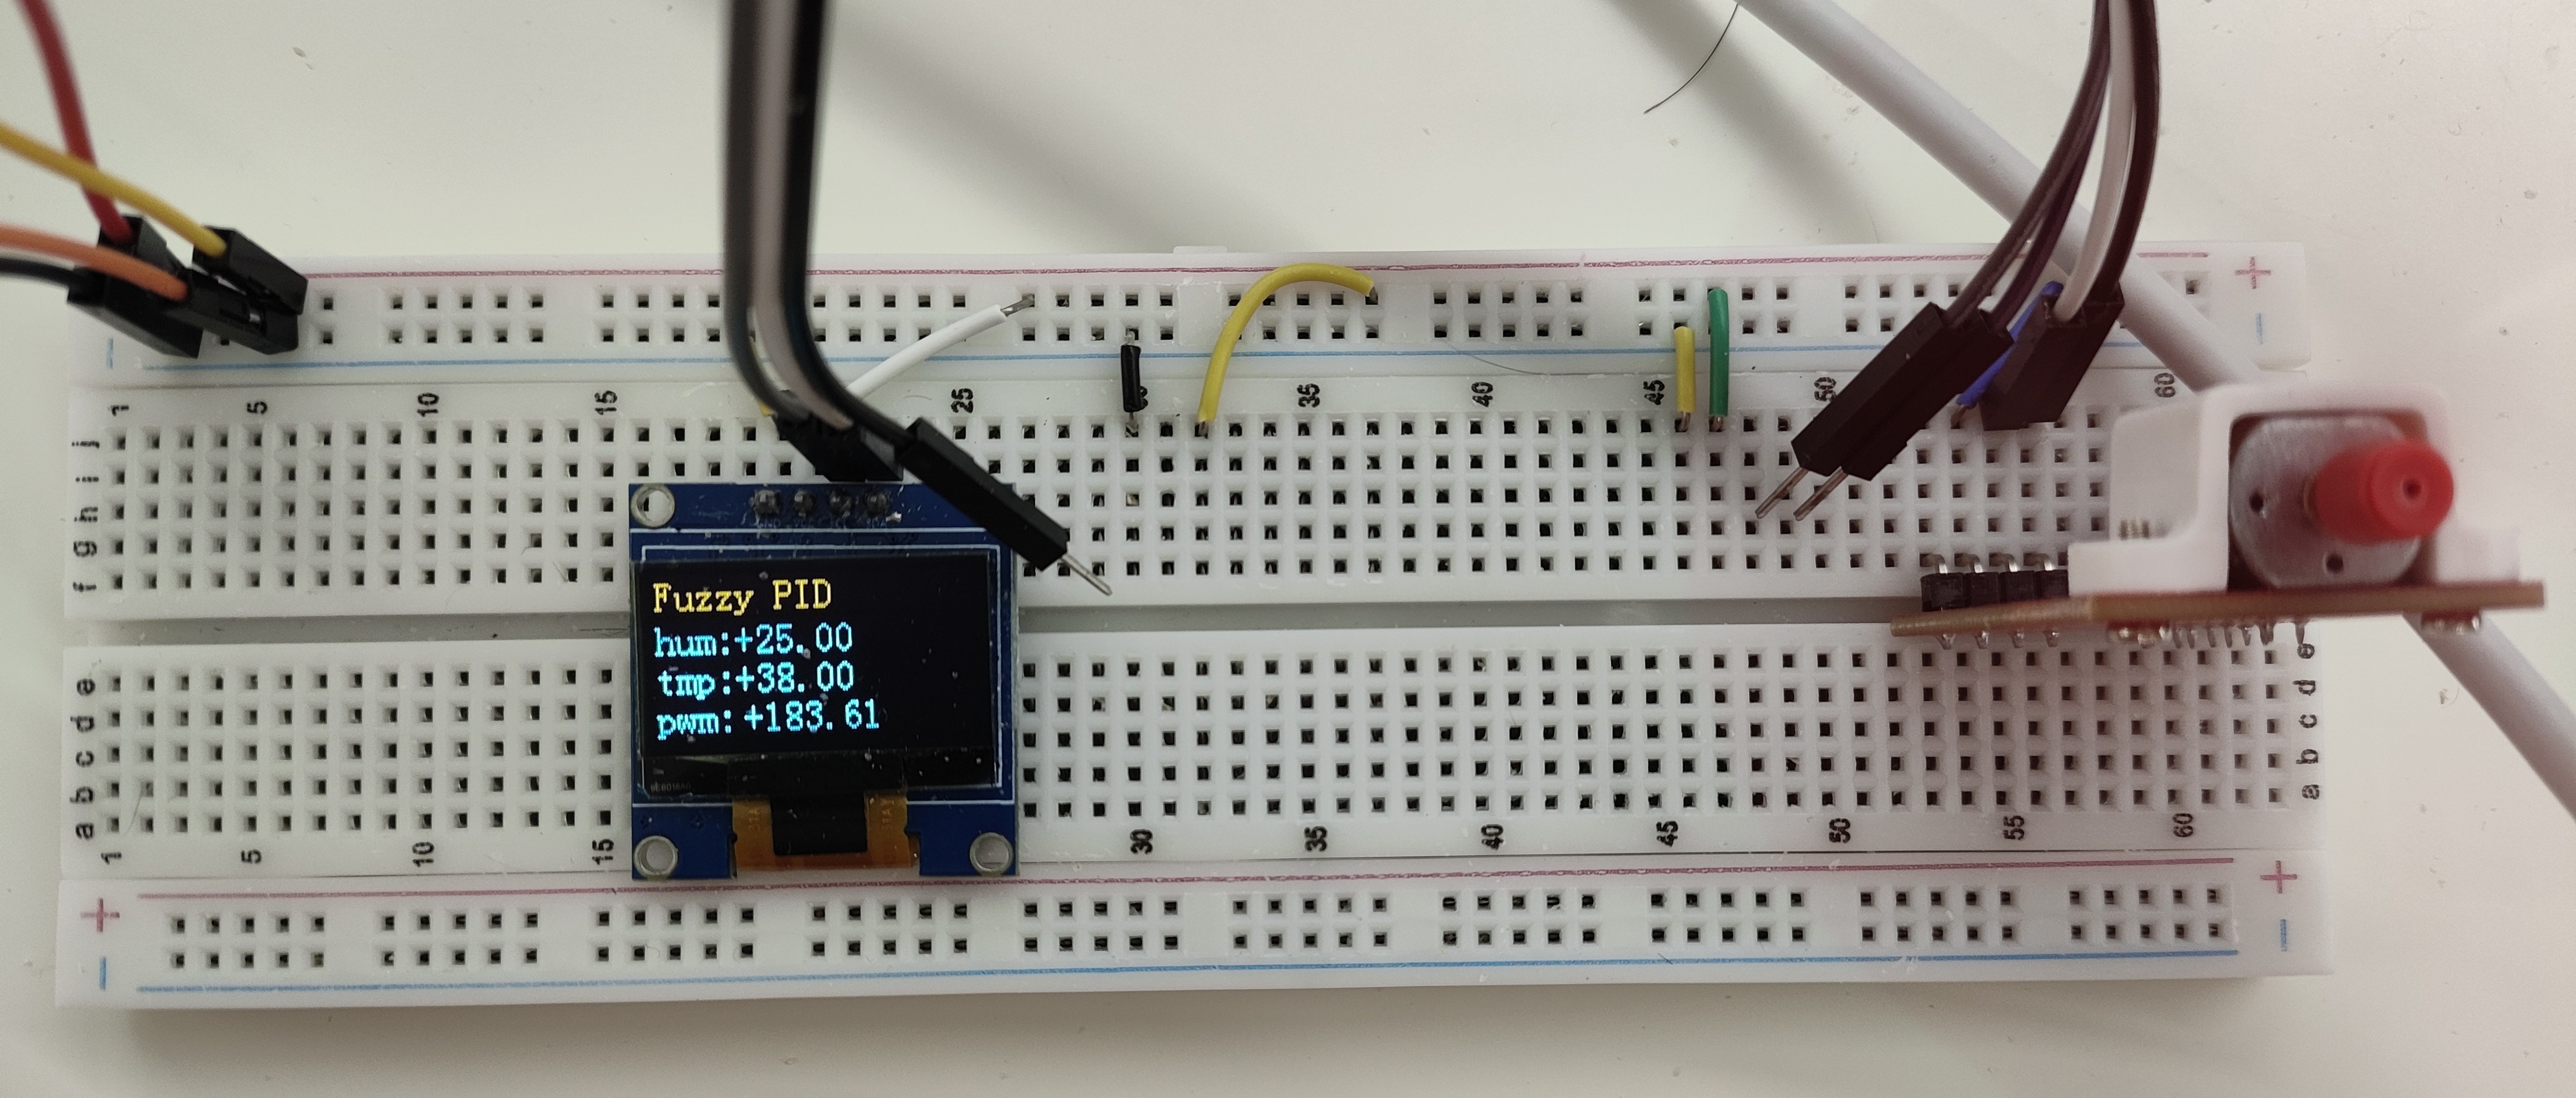 +
-
-
1 5 10 15 25 30 35 40 45 50 60
j
i
h
g
f
Fuzzy PID
hum:+25.00
tmp:+38.00
pwm:+183.61
e e
d d
c c
b b
a a
1 5 10 15 30 35 40 45 50 55 60
+ +
- -